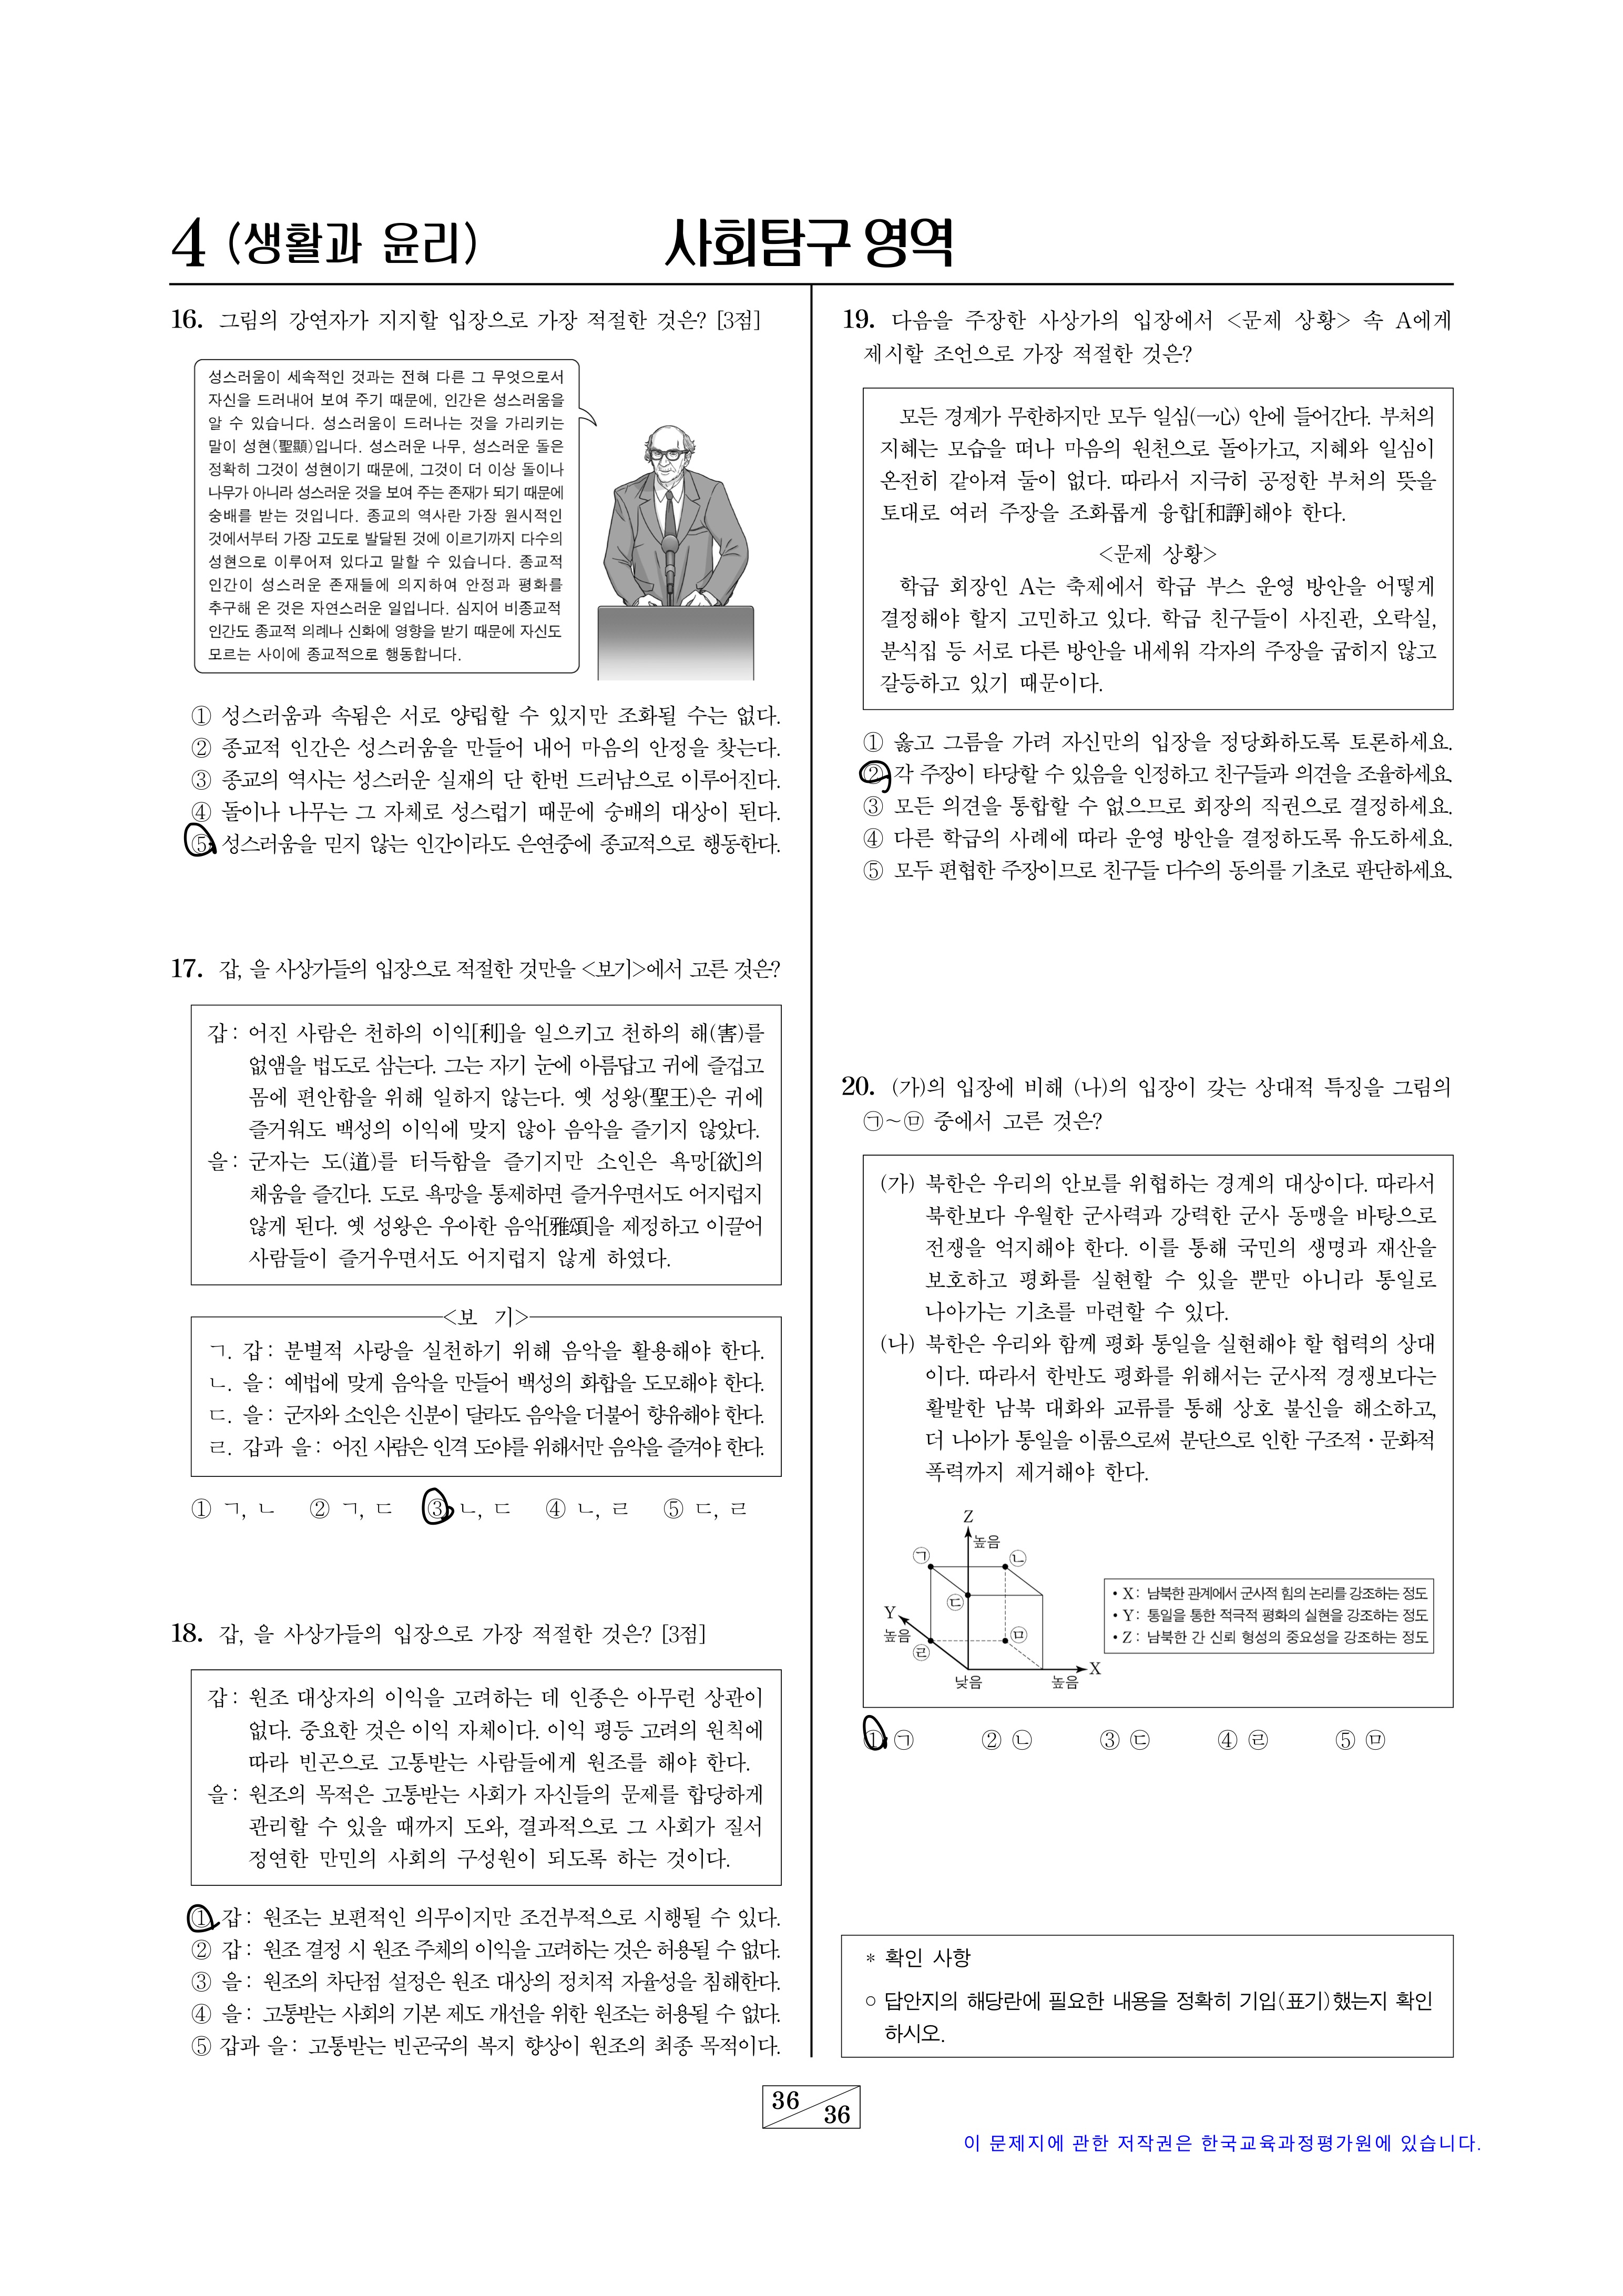 4 (생활과 윤리)
사회탐구 영역
16. 그림의 강연자가 지지할 입장으로 가장 적절한 것은? [3점]
성스러움이 세속적인 것과는 전혀 다른 그 무엇으로서
자신을 드러내어 보여 주기 때문에, 인간은 성스러움을
알 수 있습니다. 성스러움이 드러나는 것을 가리키는
말이 성현(聖顯)입니다. 성스러운 나무, 성스러운 돌은
정확히 그것이 성현이기 때문에, 그것이 더 이상 돌이나
나무가 아니라 성스러운 것을 보여 주는 존재가 되기 때문에
숭배를 받는 것입니다. 종교의 역사란 가장 원시적인
것에서부터 가장 고도로 발달된 것에 이르기까지 다수의
성현으로 이루어져 있다고 말할 수 있습니다. 종교적
인간이 성스러운 존재들에 의지하여 안정과 평화를
추구해 온 것은 자연스러운 일입니다. 심지어 비종교적
인간도 종교적 의례나 신화에 영향을 받기 때문에 자신도
모르는 사이에 종교적으로 행동합니다.
① 성스러움과 속됨은 서로 양립할 수 있지만 조화될 수는 없다.
② 종교적 인간은 성스러움을 만들어 내어 마음의 안정을 찾는다.
③ 종교의 역사는 성스러운 실재의 단 한번 드러남으로 이루어진다.
④ 돌이나 나무는 그 자체로 성스럽기 때문에 숭배의 대상이 된다.
⑤ 성스러움을 믿지 않는 인간이라도 은연중에 종교적으로 행동한다.
17. 갑, 을 사상가들의 입장으로 적절한 것만을 <보기>에서 고른 것은?
갑: 어진 사람은 천하의 이익[利]을 일으키고 천하의 해(害)를
없앰을 법도로 삼는다. 그는 자기 눈에 아름답고 귀에 즐겁고
몸에 편안함을 위해 일하지 않는다. 옛 성왕(聖王)은 귀에
즐거워도 백성의 이익에 맞지 않아 음악을 즐기지 않았다.
을: 군자는 도(道)를 터득함을 즐기지만 소인은 욕망[欲]의
채움을 즐긴다. 도로 욕망을 통제하면 즐거우면서도 어지럽지
않게 된다. 옛 성왕은 우아한 음악[雅頌]을 제정하고 이끌어
사람들이 즐거우면서도 어지럽지 않게 하였다.
<보 기>
ㄱ. 갑: 분별적 사랑을 실천하기 위해 음악을 활용해야 한다.
ㄴ. 을: 예법에 맞게 음악을 만들어 백성의 화합을 도모해야 한다.
ㄷ. 을: 군자와 소인은 신분이 달라도 음악을 더불어 향유해야 한다.
ㄹ. 갑과 을: 어진 사람은 인격 도야를 위해서만 음악을 즐겨야 한다.
① ㄱ, ㄴ ② ㄱ, ㄷ ③ ㄴ, ㄷ ④ ㄴ, ㄹ ⑤ ㄷ, ㄹ
18. 갑, 을 사상가들의 입장으로 가장 적절한 것은? [3점]
갑: 원조 대상자의 이익을 고려하는 데 인종은 아무런 상관이
없다. 중요한 것은 이익 자체이다. 이익 평등 고려의 원칙에
따라 빈곤으로 고통받는 사람들에게 원조를 해야 한다.
을: 원조의 목적은 고통받는 사회가 자신들의 문제를 합당하게
관리할 수 있을 때까지 도와, 결과적으로 그 사회가 질서
정연한 만민의 사회의 구성원이 되도록 하는 것이다.
① 갑: 원조는 보편적인 의무이지만 조건부적으로 시행될 수 있다.
② 갑: 원조 결정 시 원조 주체의 이익을 고려하는 것은 허용될 수 없다.
③ 을: 원조의 차단점 설정은 원조 대상의 정치적 자율성을 침해한다.
④ 을: 고통받는 사회의 기본 제도 개선을 위한 원조는 허용될 수 없다.
⑤ 갑과 을: 고통받는 빈곤국의 복지 향상이 원조의 최종 목적이다.
19. 다음을 주장한 사상가의 입장에서 <문제 상황> 속 A에게
제시할 조언으로 가장 적절한 것은?
모든 경계가 무한하지만 모두 일심(一心) 안에 들어간다. 부처의
지혜는 모습을 떠나 마음의 원천으로 돌아가고, 지혜와 일심이
온전히 같아져 둘이 없다. 따라서 지극히 공정한 부처의 뜻을
토대로 여러 주장을 조화롭게 융합[和諍]해야 한다.
<문제 상황>
학급 회장인 A는 축제에서 학급 부스 운영 방안을 어떻게
결정해야 할지 고민하고 있다. 학급 친구들이 사진관, 오락실,
분식집 등 서로 다른 방안을 내세워 각자의 주장을 굽히지 않고
갈등하고 있기 때문이다.
① 옳고 그름을 가려 자신만의 입장을 정당화하도록 토론하세요.
② 각 주장이 타당할 수 있음을 인정하고 친구들과 의견을 조율하세요.
③ 모든 의견을 통합할 수 없으므로 회장의 직권으로 결정하세요.
④ 다른 학급의 사례에 따라 운영 방안을 결정하도록 유도하세요.
⑤ 모두 편협한 주장이므로 친구들 다수의 동의를 기초로 판단하세요.
20. (가)의 입장에 비해 (나)의 입장이 갖는 상대적 특징을 그림의
㉠~㉤ 중에서 고른 것은?
(가) 북한은 우리의 안보를 위협하는 경계의 대상이다. 따라서
북한보다 우월한 군사력과 강력한 군사 동맹을 바탕으로
전쟁을 억지해야 한다. 이를 통해 국민의 생명과 재산을
보호하고 평화를 실현할 수 있을 뿐만 아니라 통일로
나아가는 기초를 마련할 수 있다.
(나) 북한은 우리와 함께 평화 통일을 실현해야 할 협력의 상대
이다. 따라서 한반도 평화를 위해서는 군사적 경쟁보다는
활발한 남북 대화와 교류를 통해 상호 불신을 해소하고,
더 나아가 통일을 이룸으로써 분단으로 인한 구조적·문화적
폭력까지 제거해야 한다.
Z
높음
㉠ ㉡
㉢
Y
높음
㉣ ㉤
X
낮음 높음
• X: 남북한 관계에서 군사적 힘의 논리를 강조하는 정도
• Y: 통일을 통한 적극적 평화의 실현을 강조하는 정도
• Z: 남북한 간 신뢰 형성의 중요성을 강조하는 정도
① ㉠ ② ㉡ ③ ㉢ ④ ㉣ ⑤ ㉤
* 확인 사항
○ 답안지의 해당란에 필요한 내용을 정확히 기입(표기)했는지 확인
하시오.
36
36
이 문제지에 관한 저작권은 한국교육과정평가원에 있습니다.